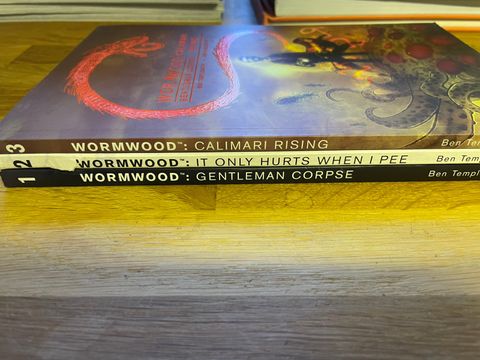 3 WORMWOOD™: CALIMARI RISING Ben Tem
2 WORMWOOD™: IT ONLY HURTS WHEN I PEE Ben Temp
1 WORMWOOD™: GENTLEMAN CORPSE Ben Templ